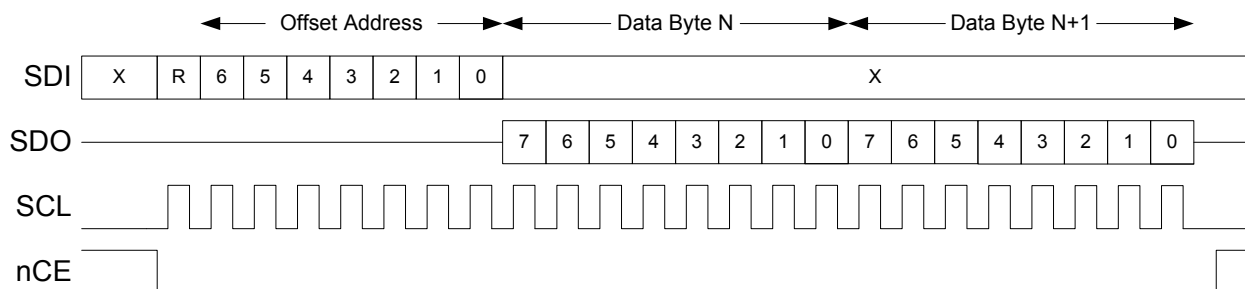 Offset Address Data Byte N Data Byte N+1
SDI X R 6 5 4 3 2 1 0 X
SDO 7 6 5 4 3 2 1 0 7 6 5 4 3 2 1 0
SCL
nCE